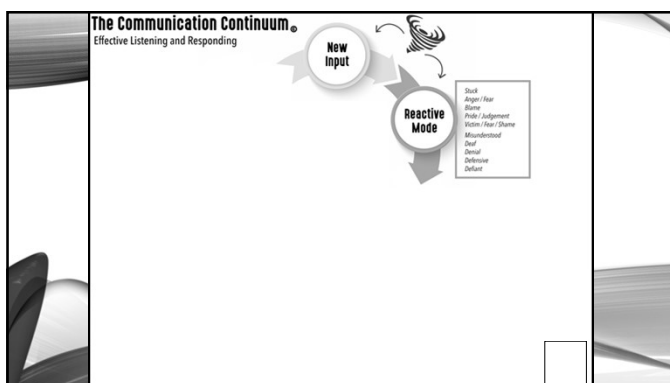 The Communication Continuum®
Effective Listening and Responding
New
Input
Reactive
Mode
Stuck
Anger / Fear
Blame
Pride / Judgement
Victim / Fear / Shame
Misunderstood
Deaf
Denial
Defensive
Defiant